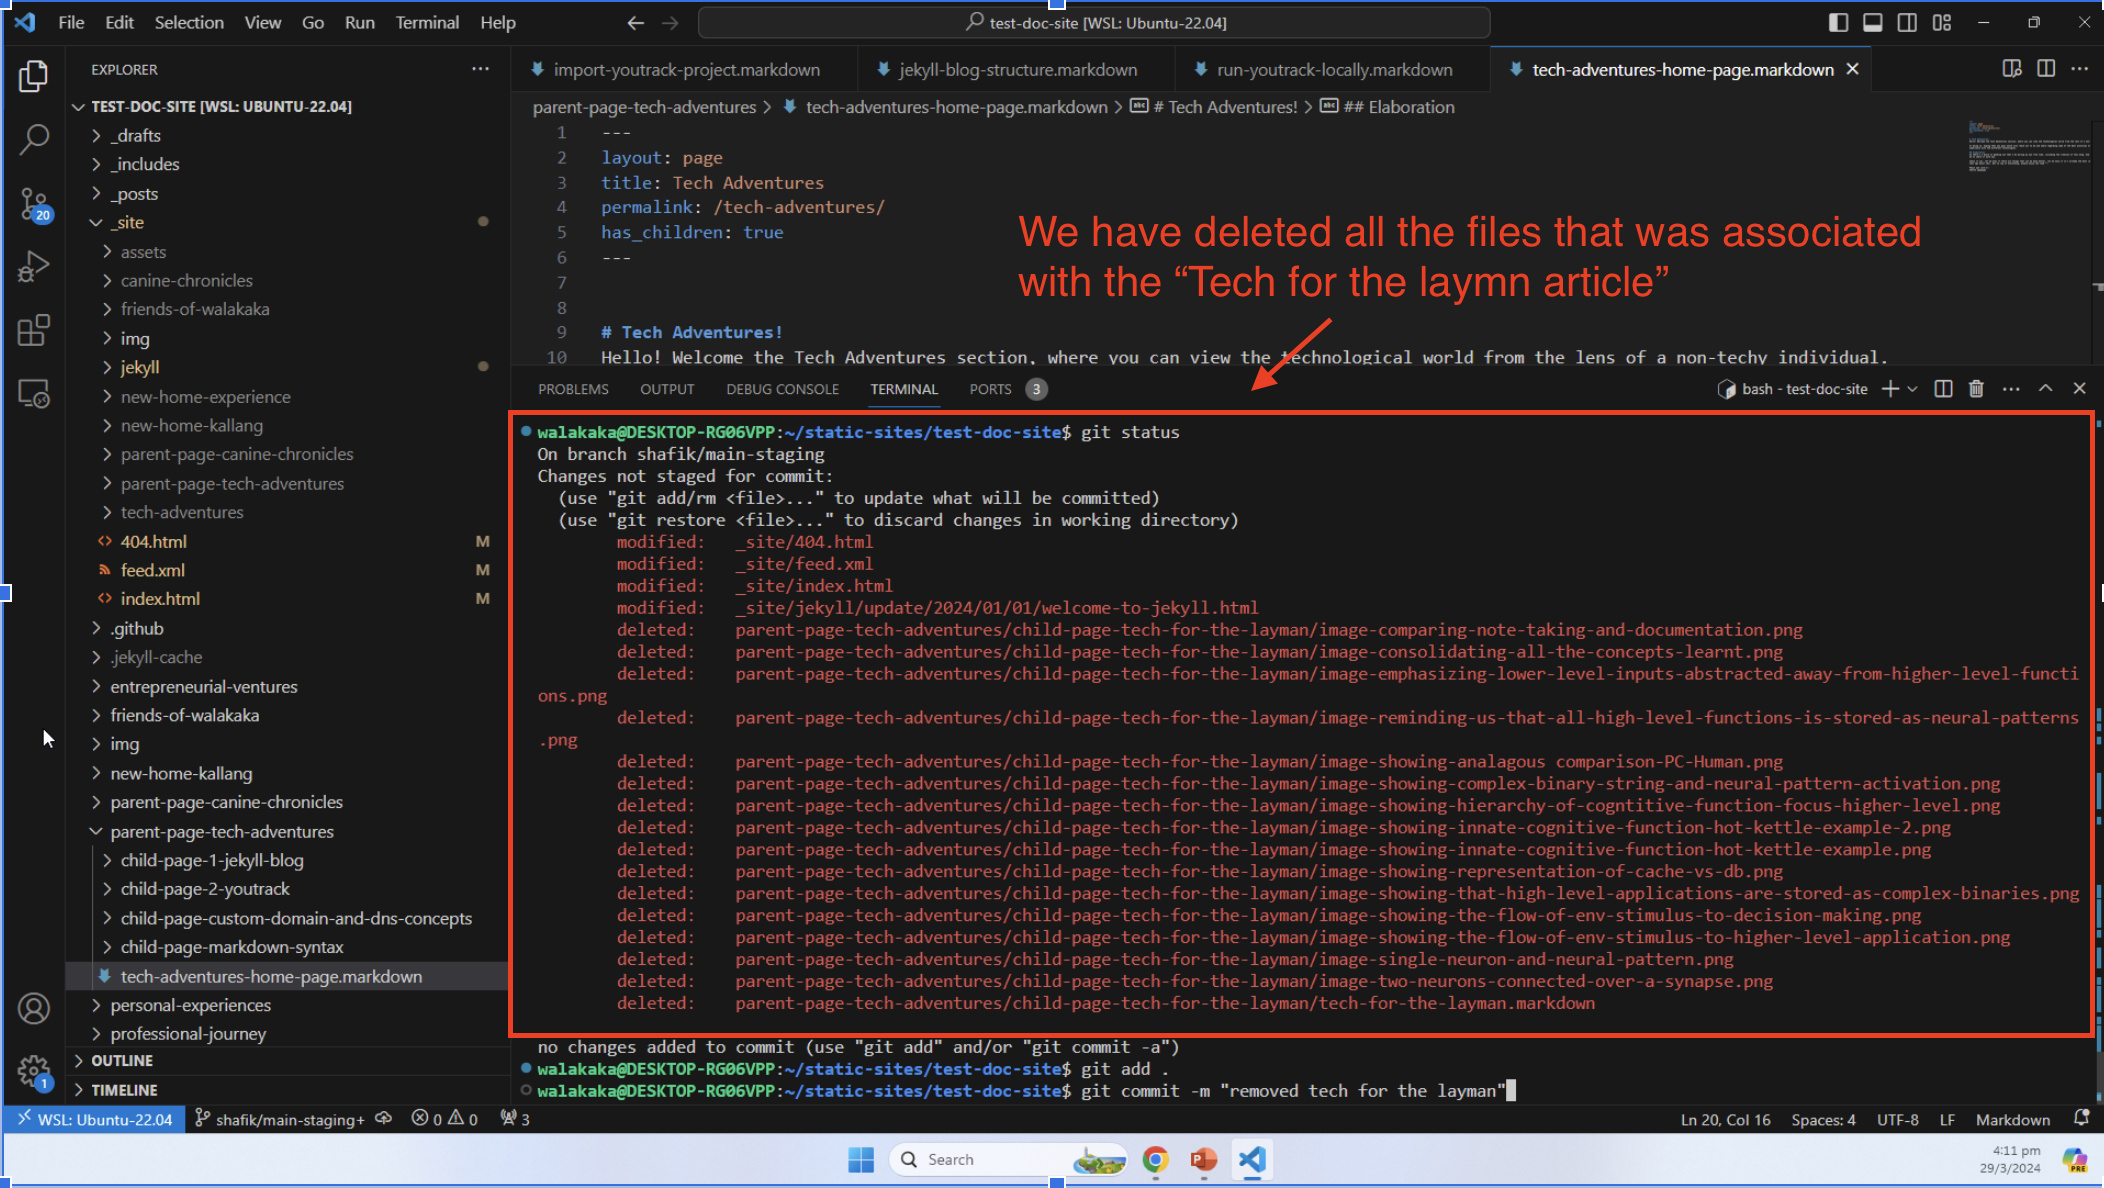 File Edit Selection View Go Run Terminal Help
test-doc-site [WSL: Ubuntu-22.04]
EXPLORER
TEST-DOC-SITE [WSL: UBUNTU-22.04]
_drafts
_includes
_posts
_site
assets
canine-chronicles
friends-of-walakaka
img
jekyll
new-home-experience
new-home-kallang
parent-page-canine-chronicles
parent-page-tech-adventures
tech-adventures
404.html M
feed.xml M
index.html M
.github
.jekyll-cache
entrepreneurial-ventures
friends-of-walakaka
img
new-home-kallang
parent-page-canine-chronicles
parent-page-tech-adventures
child-page-1-jekyll-blog
child-page-2-youtrack
child-page-custom-domain-and-dns-concepts
child-page-markdown-syntax
tech-adventures-home-page.markdown
personal-experiences
professional-journey
OUTLINE
TIMELINE
20
1
import-youtrack-project.markdown jekyll-blog-structure.markdown run-youtrack-locally.markdown tech-adventures-home-page.markdown
parent-page-tech-adventures > tech-adventures-home-page.markdown > # Tech Adventures! > ## Elaboration
1 ---
2 layout: page
3 title: Tech Adventures
4 permalink: /tech-adventures/
5 has_children: true
6 ---
7
8
9 # Tech Adventures!
10 Hello! Welcome the Tech Adventures section, where you can view the technological world from the lens of a non-techy individual.
We have deleted all the files that was associated
with the “Tech for the laymn article”
PROBLEMS OUTPUT DEBUG CONSOLE TERMINAL PORTS 3
bash - test-doc-site
walakaka@DESKTOP-RG06VPP:~/static-sites/test-doc-site$ git status
On branch shafik/main-staging
Changes not staged for commit:
(use "git add/rm <file>..." to update what will be committed)
(use "git restore <file>..." to discard changes in working directory)
modified: _site/404.html
modified: _site/feed.xml
modified: _site/index.html
modified: _site/jekyll/update/2024/01/01/welcome-to-jekyll.html
deleted: parent-page-tech-adventures/child-page-tech-for-the-layman/image-comparing-note-taking-and-documentation.png
deleted: parent-page-tech-adventures/child-page-tech-for-the-layman/image-consolidating-all-the-concepts-learnt.png
deleted: parent-page-tech-adventures/child-page-tech-for-the-layman/image-emphasizing-lower-level-inputs-abstracted-away-from-higher-level-functi
ons.png
deleted: parent-page-tech-adventures/child-page-tech-for-the-layman/image-reminding-us-that-all-high-level-functions-is-stored-as-neural-patterns
.png
deleted: parent-page-tech-adventures/child-page-tech-for-the-layman/image-showing-analagous comparison-PC-Human.png
deleted: parent-page-tech-adventures/child-page-tech-for-the-layman/image-showing-complex-binary-string-and-neural-pattern-activation.png
deleted: parent-page-tech-adventures/child-page-tech-for-the-layman/image-showing-hierarchy-of-cogntitive-function-focus-higher-level.png
deleted: parent-page-tech-adventures/child-page-tech-for-the-layman/image-showing-innate-cognitive-function-hot-kettle-example-2.png
deleted: parent-page-tech-adventures/child-page-tech-for-the-layman/image-showing-innate-cognitive-function-hot-kettle-example.png
deleted: parent-page-tech-adventures/child-page-tech-for-the-layman/image-showing-representation-of-cache-vs-db.png
deleted: parent-page-tech-adventures/child-page-tech-for-the-layman/image-showing-that-high-level-applications-are-stored-as-complex-binaries.png
deleted: parent-page-tech-adventures/child-page-tech-for-the-layman/image-showing-the-flow-of-env-stimulus-to-decision-making.png
deleted: parent-page-tech-adventures/child-page-tech-for-the-layman/image-showing-the-flow-of-env-stimulus-to-higher-level-application.png
deleted: parent-page-tech-adventures/child-page-tech-for-the-layman/image-single-neuron-and-neural-pattern.png
deleted: parent-page-tech-adventures/child-page-tech-for-the-layman/image-two-neurons-connected-over-a-synapse.png
deleted: parent-page-tech-adventures/child-page-tech-for-the-layman/tech-for-the-layman.markdown
no changes added to commit (use "git add" and/or "git commit -a")
walakaka@DESKTOP-RG06VPP:~/static-sites/test-doc-site$ git add .
walakaka@DESKTOP-RG06VPP:~/static-sites/test-doc-site$ git commit -m "removed tech for the layman"
WSL: Ubuntu-22.04 shafik/main-staging+ 0 0 3
Ln 20, Col 16 Spaces: 4 UTF-8 LF Markdown
Search
4:11 pm
29/3/2024
PRE